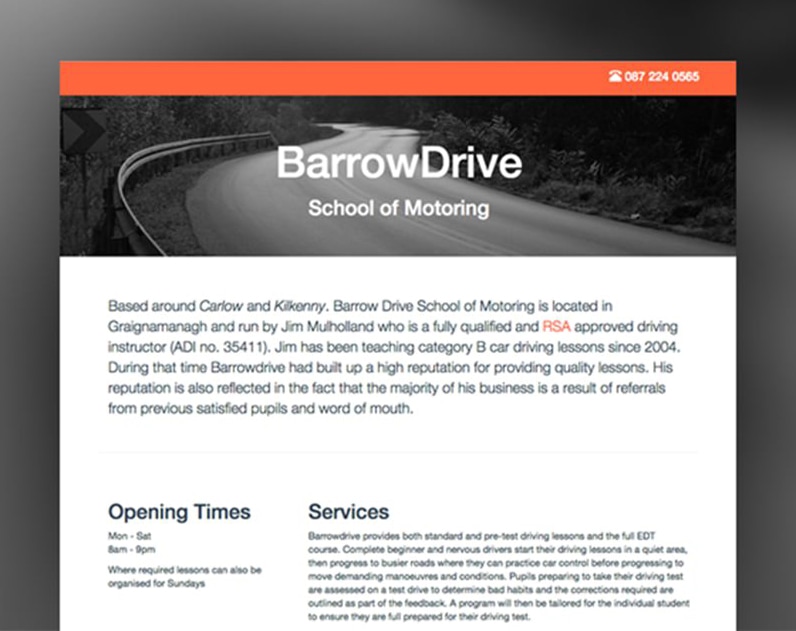 087 224 0565
BarrowDrive
School of Motoring
Based around Carlow and Kilkenny. Barrow Drive School of Motoring is located in
Graignamanagh and run by Jim Mulholland who is a fully qualified and RSA approved driving
instructor (ADI no. 35411). Jim has been teaching category B car driving lessons since 2004.
During that time Barrowdrive had built up a high reputation for providing quality lessons. His
reputation is also reflected in the fact that the majority of his business is a result of referrals
from previous satisfied pupils and word of mouth.
Opening Times
Mon - Sat
8am - 9pm
Where required lessons can also be
organised for Sundays
Services
Barrowdrive provides both standard and pre-test driving lessons and the full EDT
course. Complete beginner and nervous drivers start their driving lessons in a quiet area,
then progress to busier roads where they can practice car control before progressing to
move demanding manoeuvres and conditions. Pupils preparing to take their driving test
are assessed on a test drive to determine bad habits and the corrections required are
outlined as part of the feedback. A program will then be tailored for the individual student
to ensure they are full prepared for their driving test.